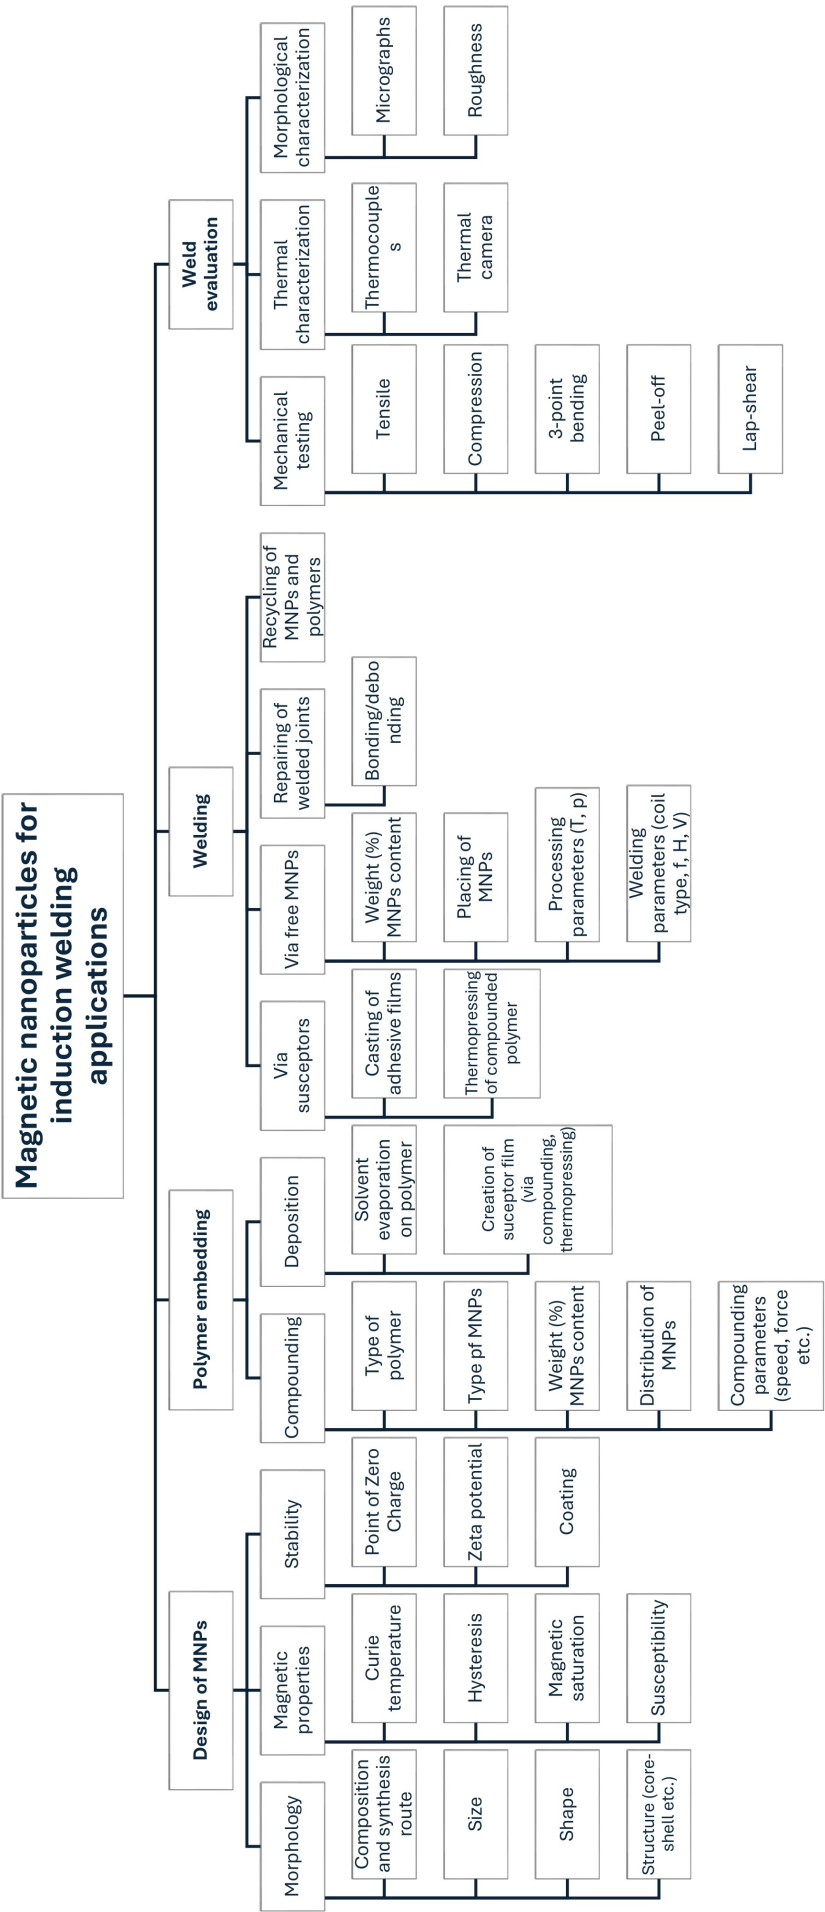 Magnetic nanoparticles for
induction welding
applications
Design of MNPs
Morphology
Composition
and synthesis
route
Size
Shape
Structure (core-
shell etc.)
Magnetic
properties
Curie
temperature
Hysteresis
Magnetic
saturation
Susceptibility
Stability
Point of Zero
Charge
Zeta potential
Coating
Polymer embedding
Compounding
Type of
polymer
Type pf MNPs
Weight (%)
MNPs content
Distribution of
MNPs
Compounding
parameters
(speed, force
etc.)
Deposition
Solvent
evaporation
on polymer
Creation of
suceptor film
(via
compounding,
thermopressing)
Welding
Via
susceptors
Casting of
adhesive films
Thermopressing
of compounded
polymer
Via free MNPs
Weight (%)
MNPs content
Placing of
MNPs
Processing
parameters (T, p)
Welding
parameters (coil
type, f, H, V)
Repairing of
welded joints
Bonding/debo
nding
Recycling of
MNPs and
polymers
Weld
evaluation
Mechanical
testing
Tensile
Compression
3-point
bending
Peel-off
Lap-shear
Thermal
characterization
Thermocouple
s
Thermal
camera
Morphological
characterization
Micrographs
Roughness